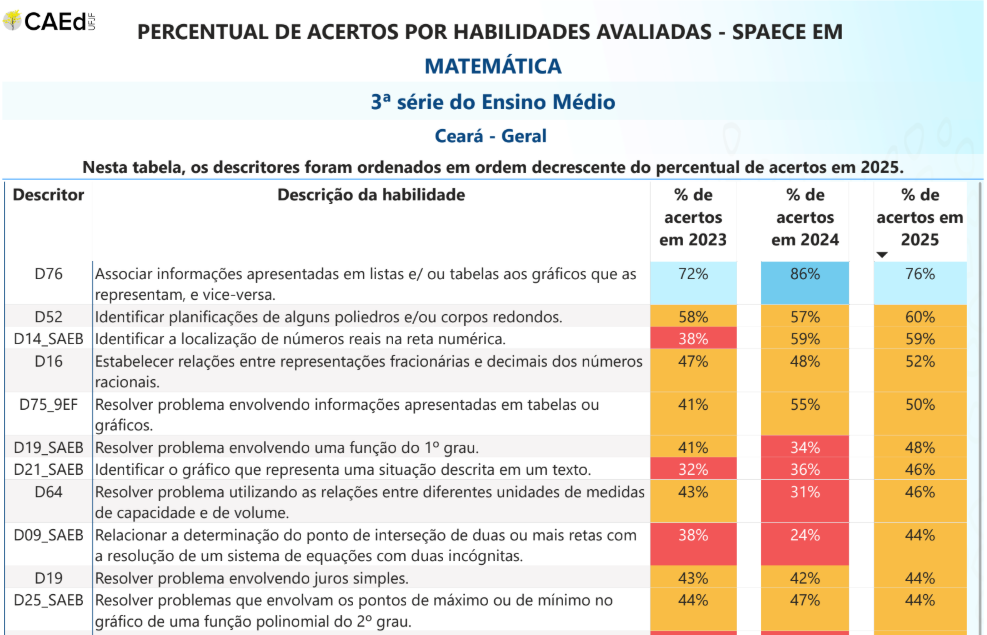 CAEd UFJF
PERCENTUAL DE ACERTOS POR HABILIDADES AVALIADAS - SPAECE EM
MATEMÁTICA
3ª série do Ensino Médio
Ceará - Geral
Nesta tabela, os descritores foram ordenados em ordem decrescente do percentual de acertos em 2025.
Descritor Descrição da habilidade % de % de % de
acertos acertos acertos em
em 2023 em 2024 2025
D76 Associar informações apresentadas em listas e/ ou tabelas aos gráficos que as 72% 86% 76%
representam, e vice-versa.
D52 Identificar planificações de alguns poliedros e/ou corpos redondos. 58% 57% 60%
D14_SAEB Identificar a localização de números reais na reta numérica. 38% 59% 59%
D16 Estabelecer relações entre representações fracionárias e decimais dos números 47% 48% 52%
racionais.
D75_9EF Resolver problema envolvendo informações apresentadas em tabelas ou 41% 55% 50%
gráficos.
D19_SAEB Resolver problema envolvendo uma função do 1º grau. 41% 34% 48%
D21_SAEB Identificar o gráfico que representa uma situação descrita em um texto. 32% 36% 46%
D64 Resolver problema utilizando as relações entre diferentes unidades de medidas 43% 31% 46%
de capacidade e de volume.
D09_SAEB Relacionar a determinação do ponto de interseção de duas ou mais retas com 38% 24% 44%
a resolução de um sistema de equações com duas incógnitas.
D19 Resolver problema envolvendo juros simples. 43% 42% 44%
D25_SAEB Resolver problemas que envolvam os pontos de máximo ou de mínimo no 44% 47% 44%
gráfico de uma função polinomial do 2º grau.